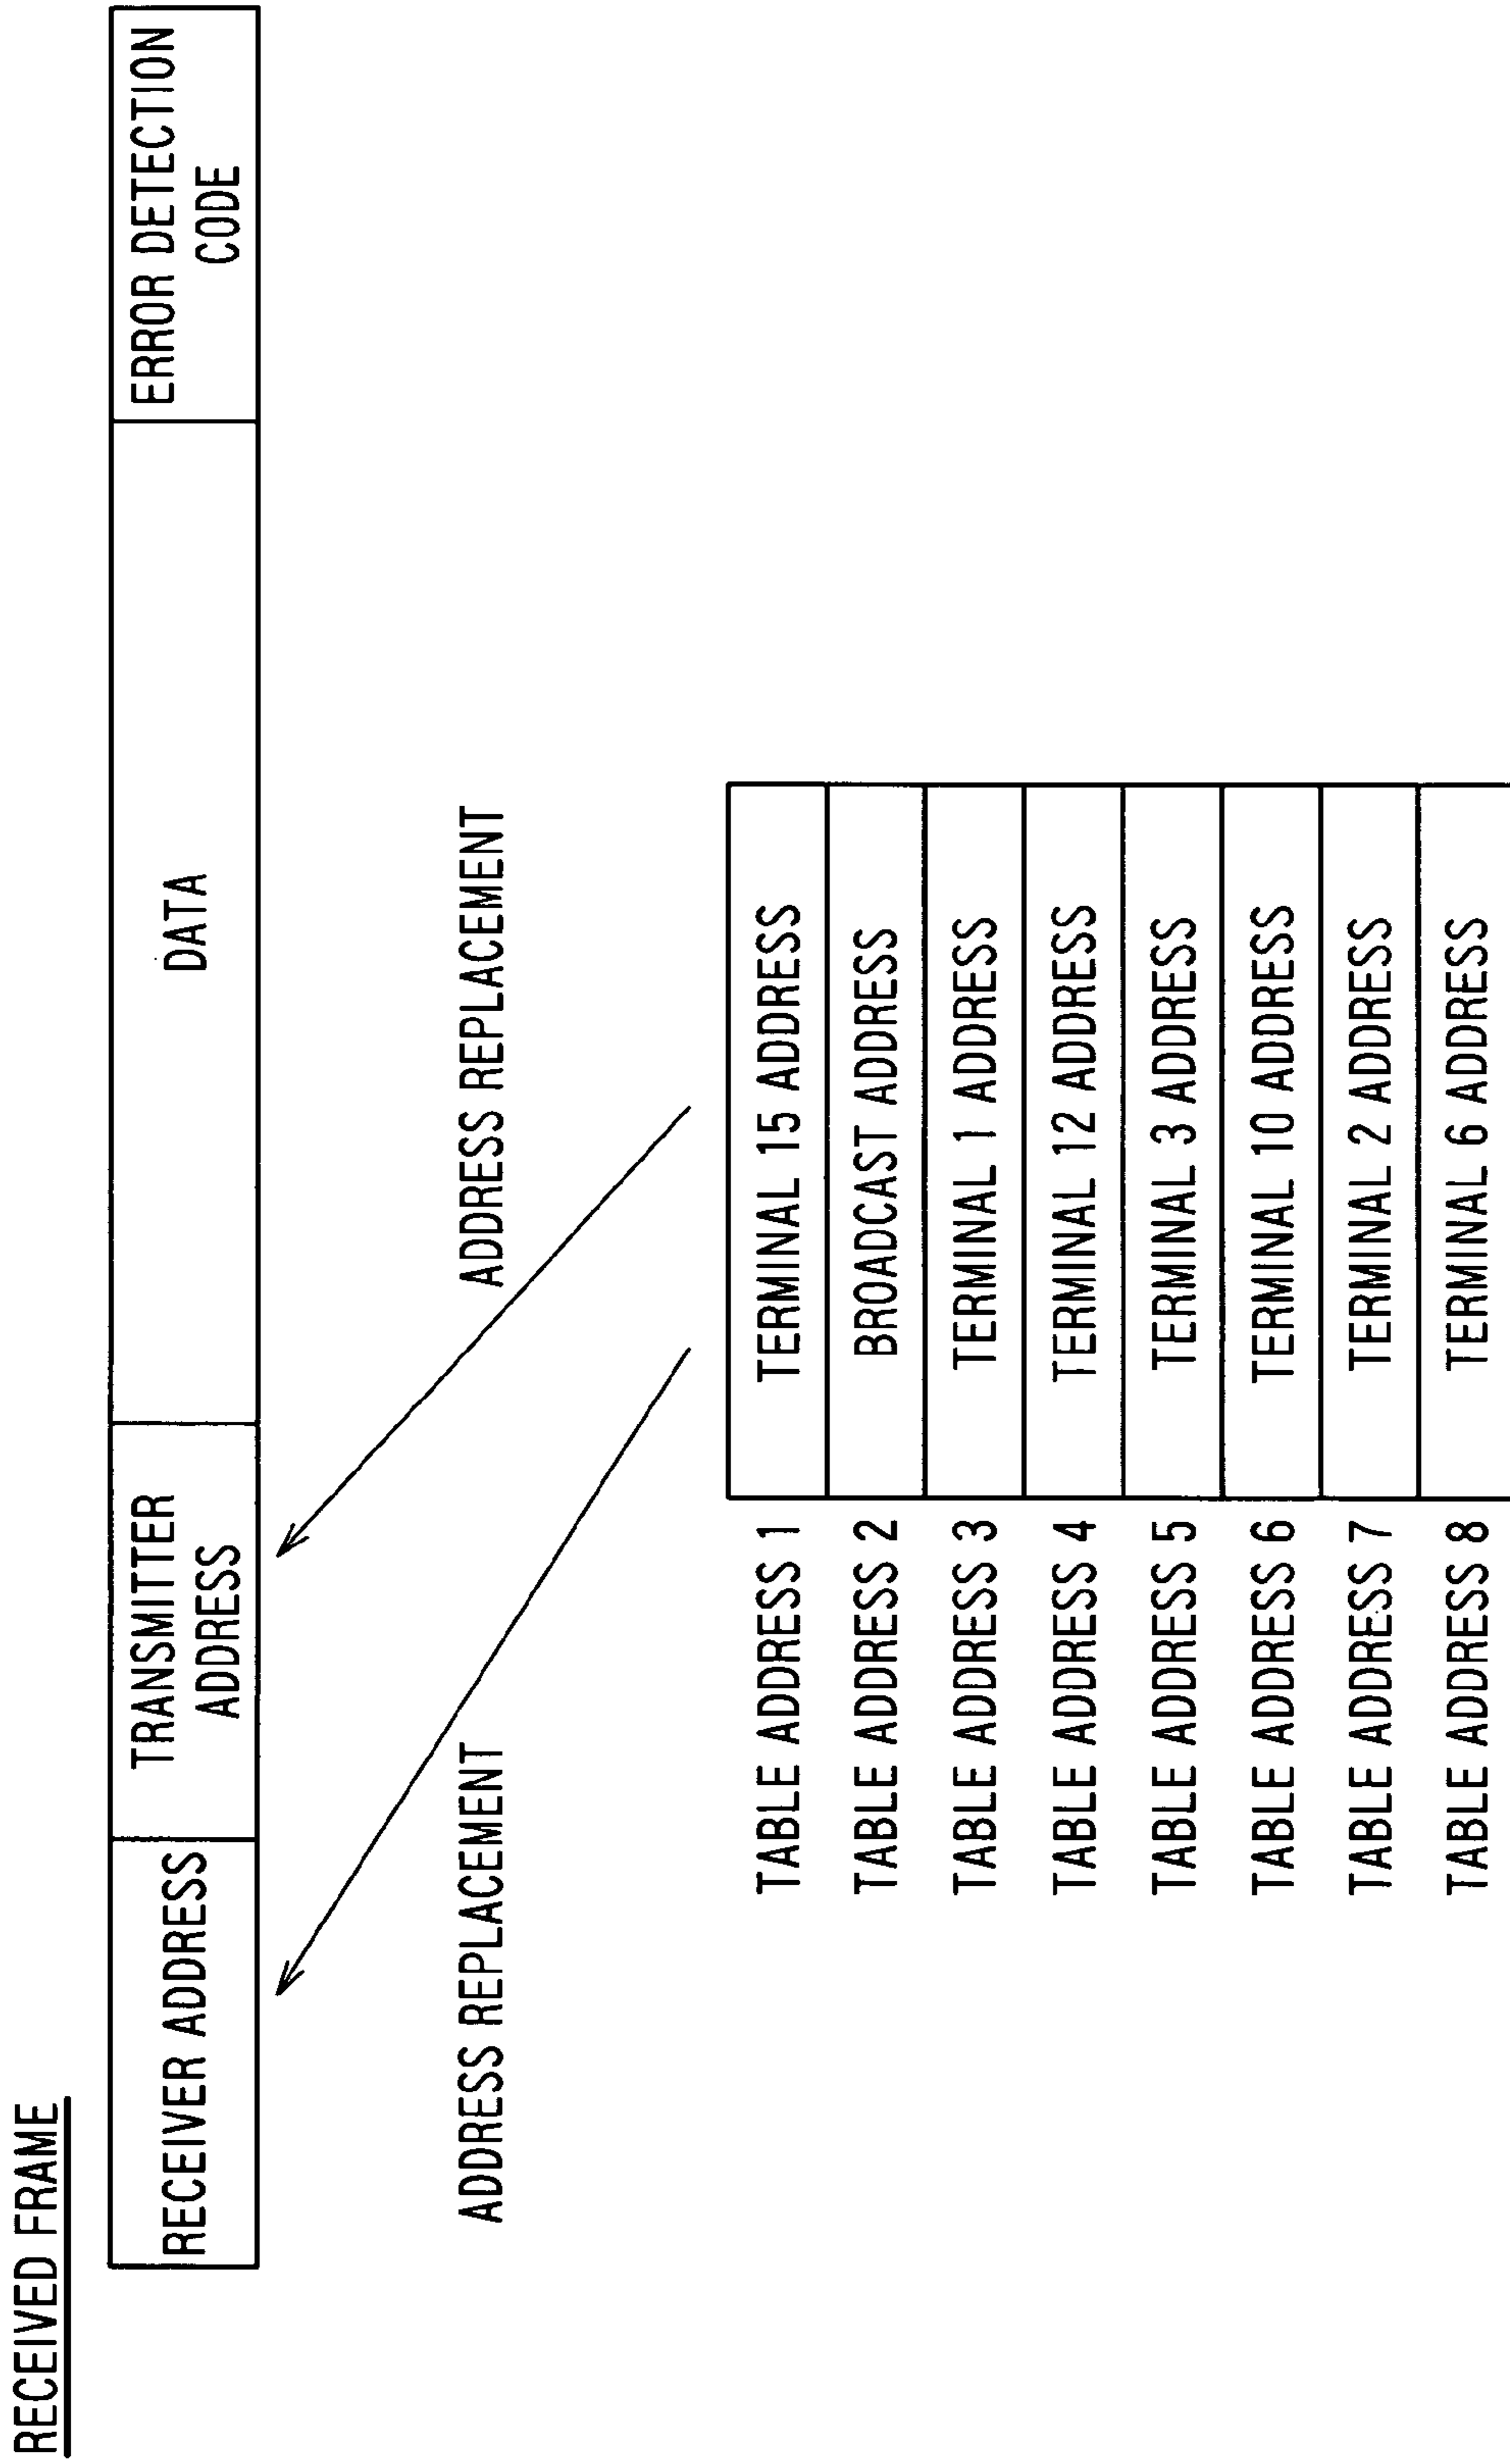 RECEIVED FRAME
RECEIVER ADDRESS
TRANSMITTER
ADDRESS
DATA
ERROR DETECTION
CODE
ADDRESS REPLACEMENT
ADDRESS REPLACEMENT
TABLE ADDRESS 1 TERMINAL 15 ADDRESS
TABLE ADDRESS 2 BROADCAST ADDRESS
TABLE ADDRESS 3 TERMINAL 1 ADDRESS
TABLE ADDRESS 4 TERMINAL 12 ADDRESS
TABLE ADDRESS 5 TERMINAL 3 ADDRESS
TABLE ADDRESS 6 TERMINAL 10 ADDRESS
TABLE ADDRESS 7 TERMINAL 2 ADDRESS
TABLE ADDRESS 8 TERMINAL 6 ADDRESS